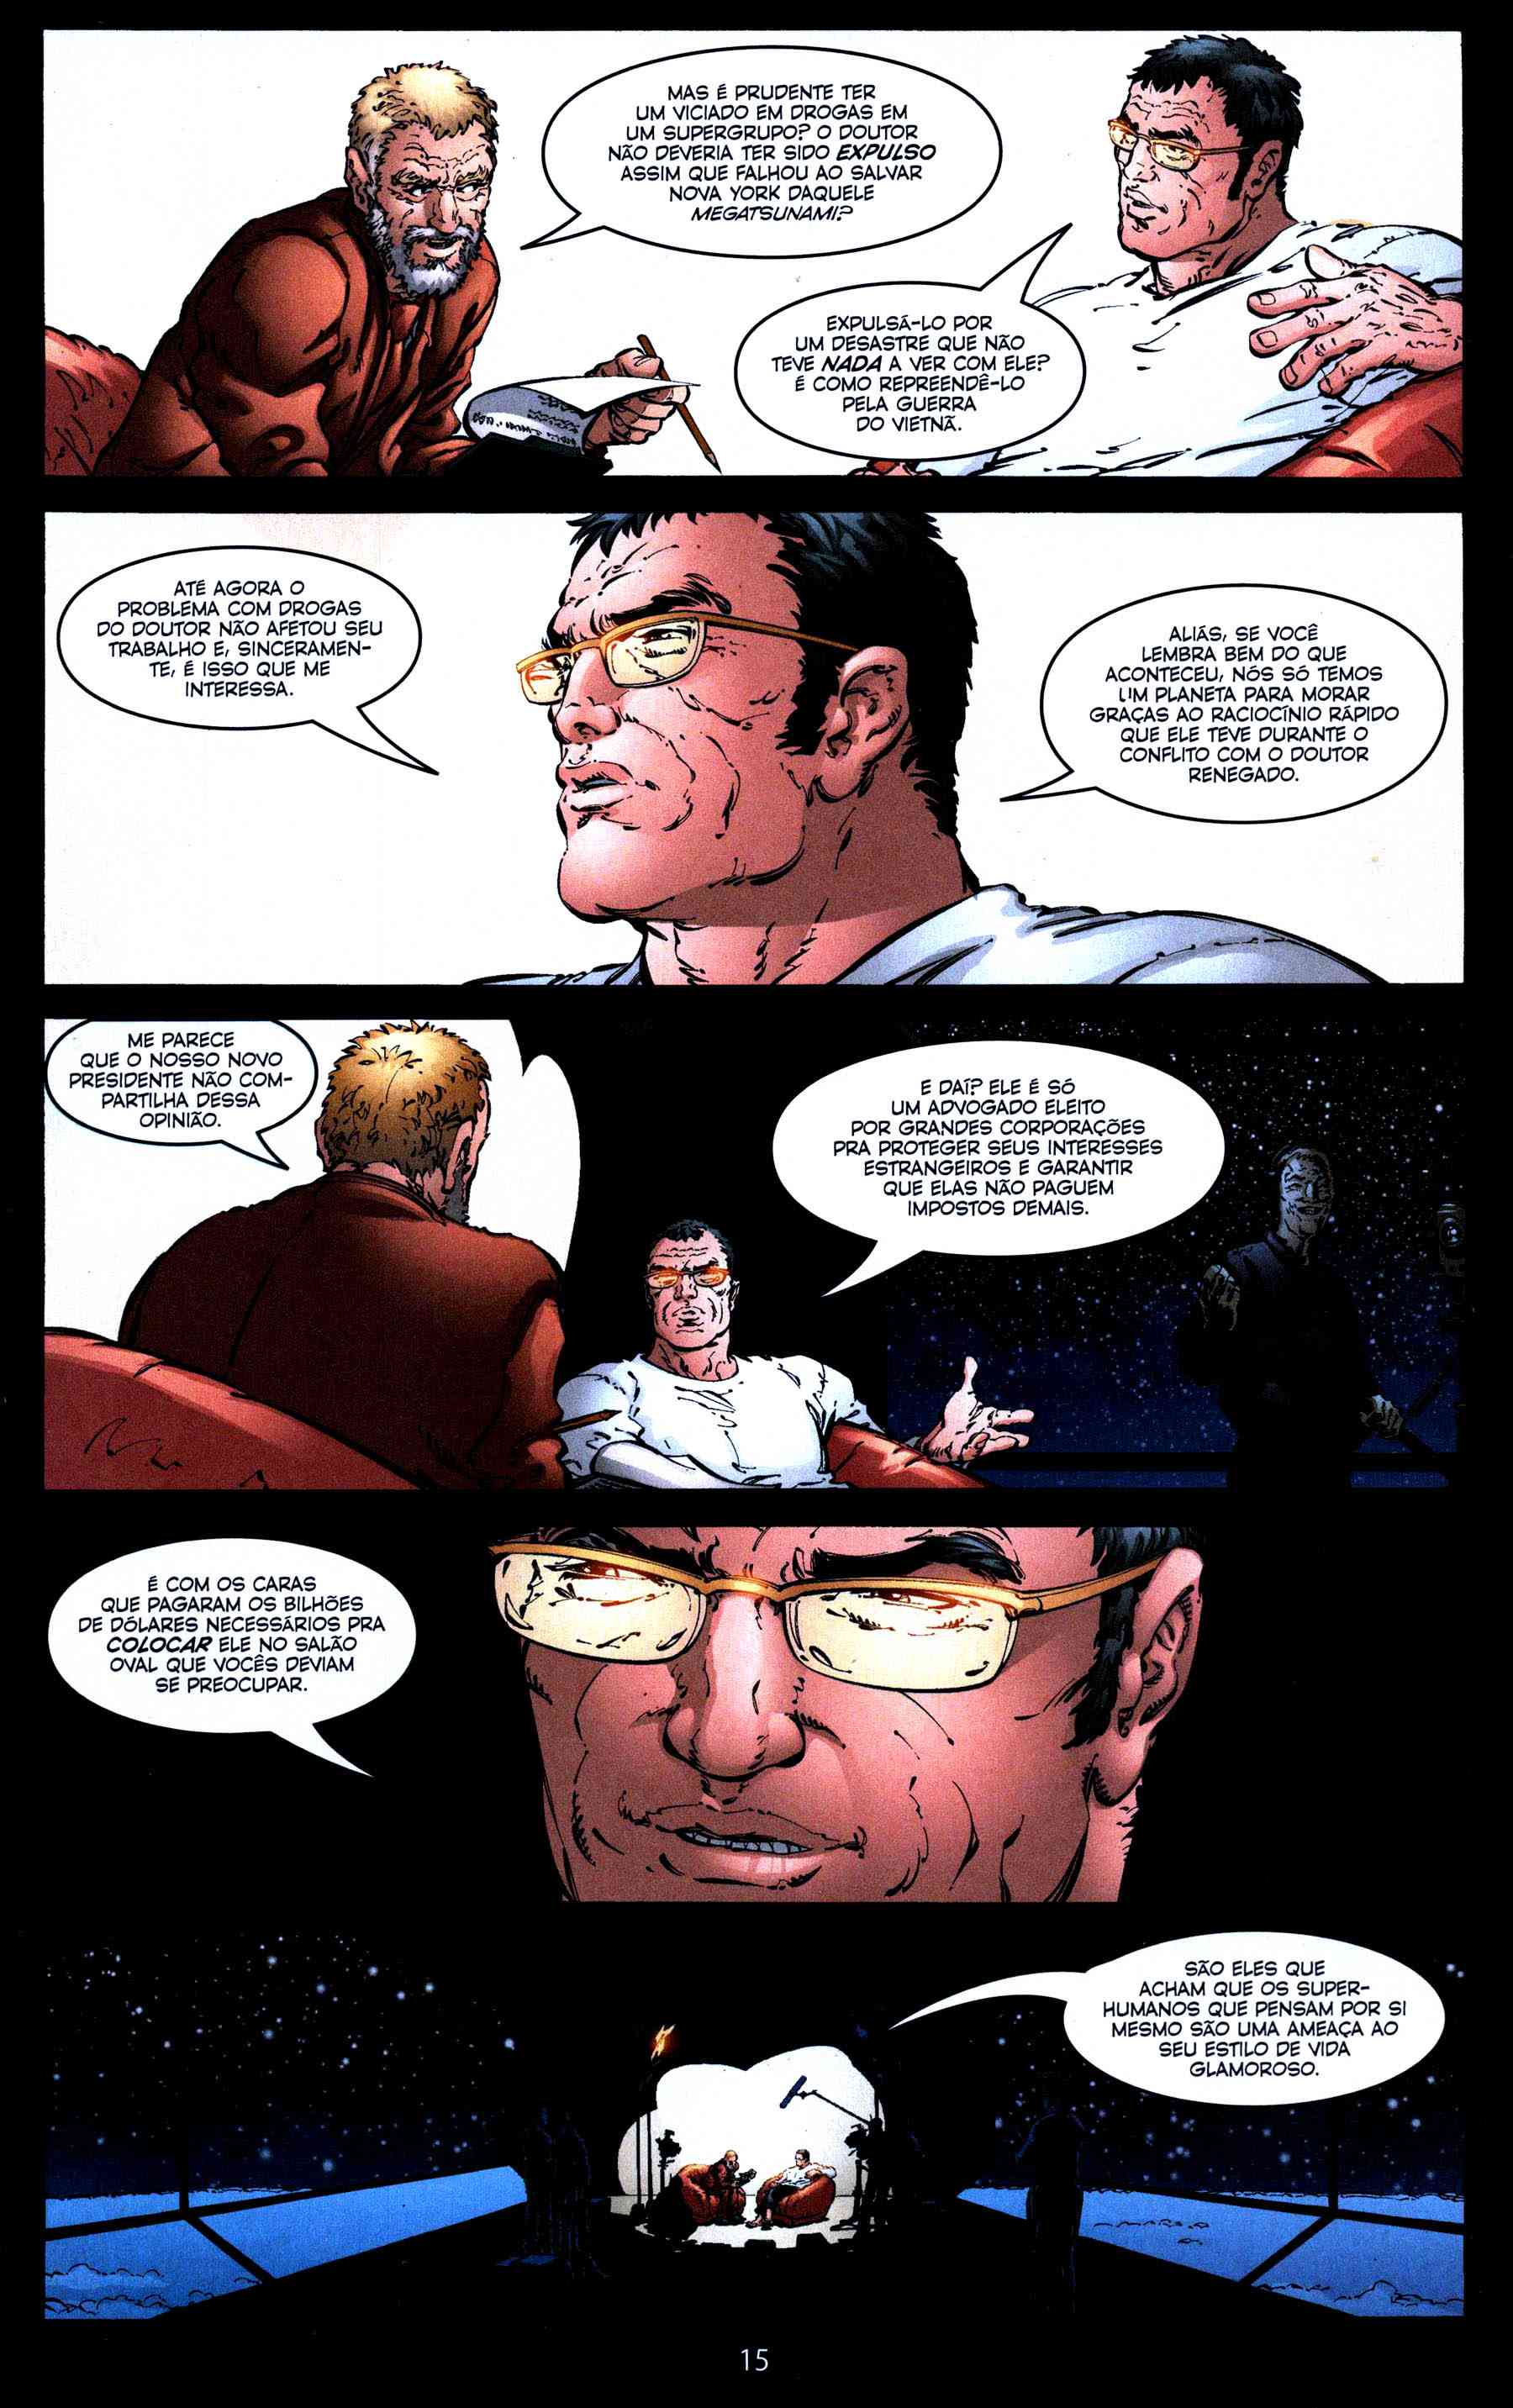 MAS É PRUDENTE TER
UM VICIADO EM DROGAS EM
UM SUPERGRUPO? O DOUTOR
NÃO DEVERIA TER SIDO EXPULSO
ASSIM QUE FALHOU AO SALVAR
NOVA YORK DAQUELE
MEGATSUNAMI?
EXPULSÁ-LO POR
UM DESASTRE QUE NÃO
TEVE NADA A VER COM ELE?
É COMO REPREENDÊ-LO
PELA GUERRA
DO VIETNÃ.
ATÉ AGORA O
PROBLEMA COM DROGAS
DO DOUTOR NÃO AFETOU SEU
TRABALHO E, SINCERAMEN-
TE, É ISSO QUE ME
INTERESSA.
ALIÁS, SE VOCÊ
LEMBRA BEM DO QUE
ACONTECEU, NÓS SÓ TEMOS
UM PLANETA PARA MORAR
GRAÇAS AO RACIOCÍNIO RÁPIDO
QUE ELE TEVE DURANTE O
CONFLITO COM O DOUTOR
RENEGADO.
ME PARECE
QUE O NOSSO NOVO
PRESIDENTE NÃO COM-
PARTILHA DESSA
OPINIÃO.
E DAÍ? ELE É SÓ
UM ADVOGADO ELEITO
POR GRANDES CORPORAÇÕES
PRA PROTEGER SEUS INTERESSES
ESTRANGEIROS E GARANTIR
QUE ELAS NÃO PAGUEM
IMPOSTOS DEMAIS.
É COM OS CARAS
QUE PAGARAM OS BILHÕES
DE DÓLARES NECESSÁRIOS PRA
COLOCAR ELE NO SALÃO
OVAL QUE VOCÊS DEVIAM
SE PREOCUPAR.
SÃO ELES QUE
ACHAM QUE OS SUPER-
HUMANOS QUE PENSAM POR SI
MESMO SÃO UMA AMEAÇA AO
SEU ESTILO DE VIDA
GLAMOROSO.
15